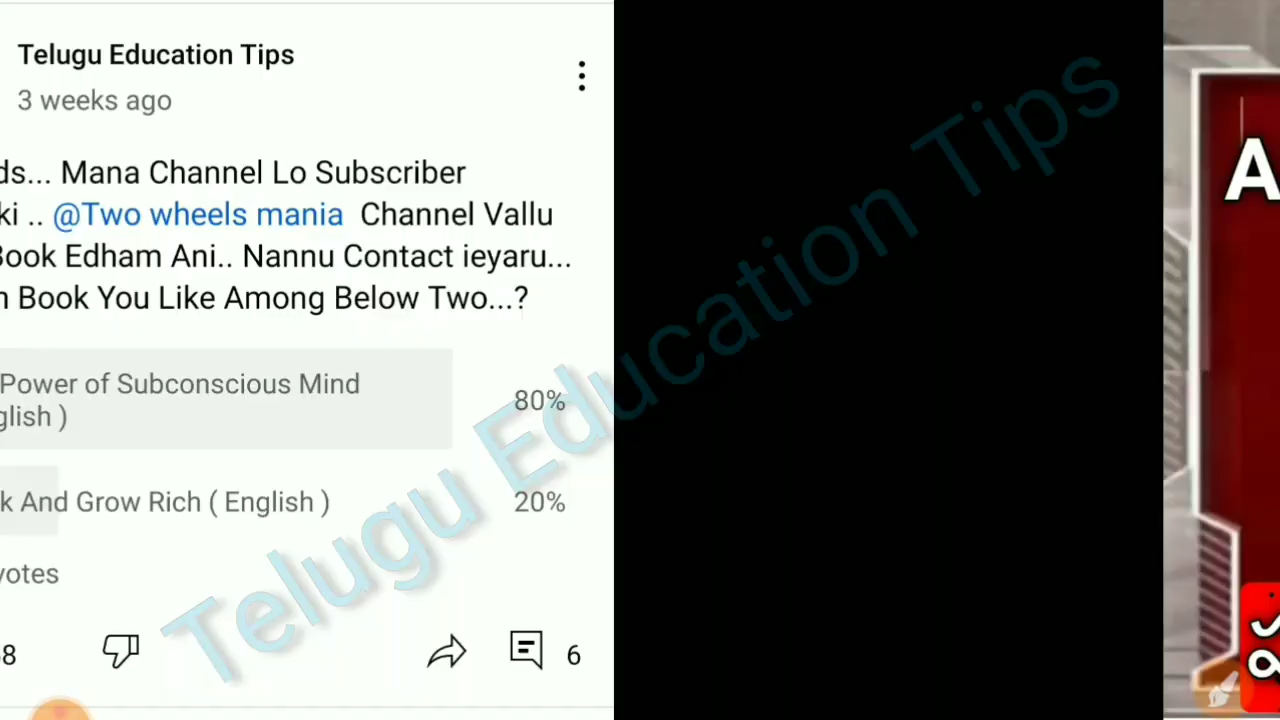 Telugu Education Tips
3 weeks ago
ds... Mana Channel Lo Subscriber
ki .. @Two wheels mania Channel Vallu
Book Edham Ani.. Nannu Contact ieyaru...
n Book You Like Among Below Two...?
Power of Subconscious Mind
glish )
80%
k And Grow Rich ( English )
20%
votes
8
6
Telugu Education Tips
A